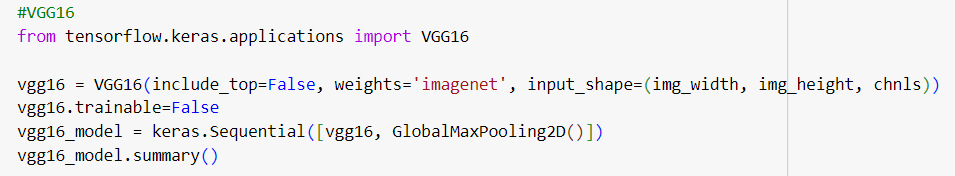 #VGG16
from tensorflow.keras.applications import VGG16
vgg16 = VGG16(include_top=False, weights='imagenet', input_shape=(img_width, img_height, chnls))
vgg16.trainable=False
vgg16_model = keras.Sequential([vgg16, GlobalMaxPooling2D()])
vgg16_model.summary()